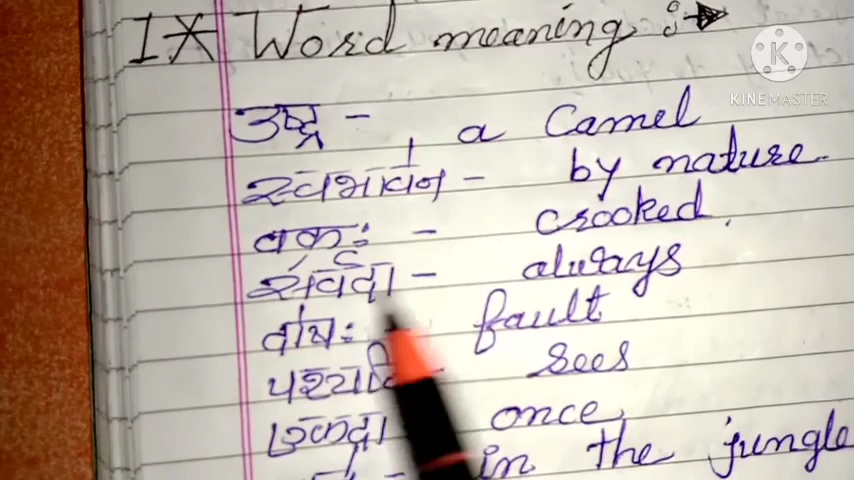 I* Word meaning :→
K
KINEMASTER
उष्ट्र - a Camel
स्वभावेन - by nature.
वक्रः - crooked
सर्वदा - always
दोषः fault
पश्यति - sees
एकदा once
in the jungle